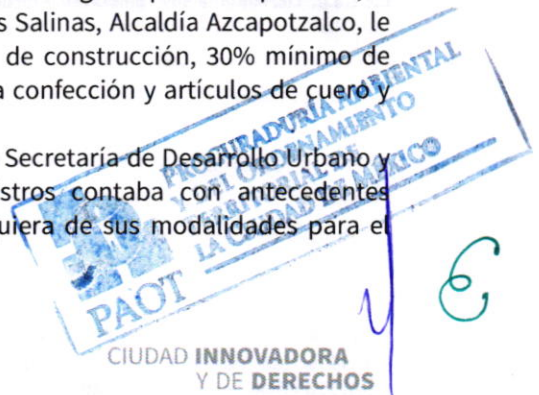 s Salinas, Alcaldía Azcapotzalco, le
de construcción, 30% mínimo de
a confección y artículos de cuero y
Secretaría de Desarrollo Urbano y
stros contaba con antecedentes
uiera de sus modalidades para el
PROCURADURÍA AMBIENTAL
Y DEL ORDENAMIENTO
TERRITORIAL DE
LA CIUDAD DE MÉXICO
PAOT
CIUDAD INNOVADORA
Y DE DERECHOS